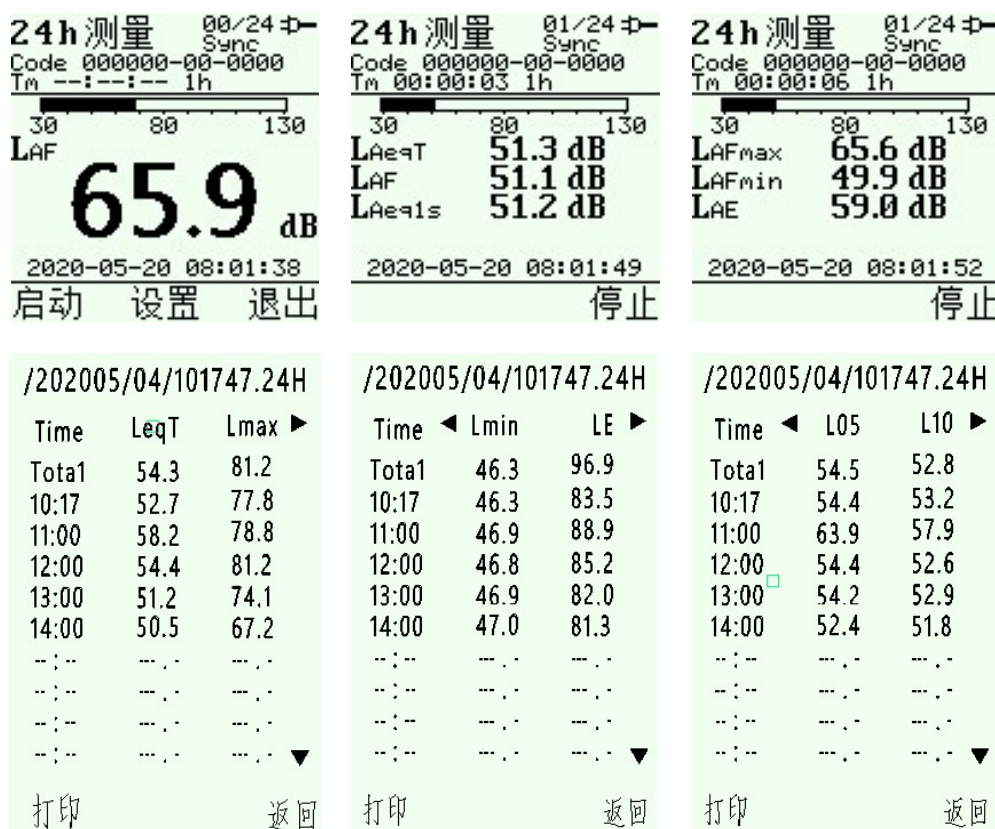 24h测量 00/24
Sync
Code 000000-00-0000
Tm --:--:-- 1h
30 80 130
LAF
65.9 dB
2020-05-20 08:01:38
启动 设置 退出
24h测量 01/24
Sync
Code 000000-00-0000
Tm 00:00:03 1h
30 80 130
LAeqT 51.3 dB
LAF 51.1 dB
LAeq1s 51.2 dB
2020-05-20 08:01:49
停止
24h测量 01/24
Sync
Code 000000-00-0000
Tm 00:00:06 1h
30 80 130
LAFmax 65.6 dB
LAFmin 49.9 dB
LAE 59.0 dB
2020-05-20 08:01:52
停止
/202005/04/101747.24H
Time LeqT Lmax ▶
Total 54.3 81.2
10:17 52.7 77.8
11:00 58.2 78.8
12:00 54.4 81.2
13:00 51.2 74.1
14:00 50.5 67.2
--:-- ---.- ---.-
--:-- ---.- ---.-
--:-- ---.- ---.-
--:-- ---.- ---.- ▼
打印 返回
/202005/04/101747.24H
Time ◀ Lmin LE ▶
Total 46.3 96.9
10:17 46.3 83.5
11:00 46.9 88.9
12:00 46.8 85.2
13:00 46.9 82.0
14:00 47.0 81.3
--:-- ---.- ---.-
--:-- ---.- ---.-
--:-- ---.- ---.-
--:-- ---.- ---.- ▼
打印 返回
/202005/04/101747.24H
Time ◀ L05 L10 ▶
Total 54.5 52.8
10:17 54.4 53.2
11:00 63.9 57.9
12:00 54.4 52.6
13:00 54.2 52.9
14:00 52.4 51.8
--:-- ---.- ---.-
--:-- ---.- ---.-
--:-- ---.- ---.-
--:-- ---.- ---.- ▼
打印 返回